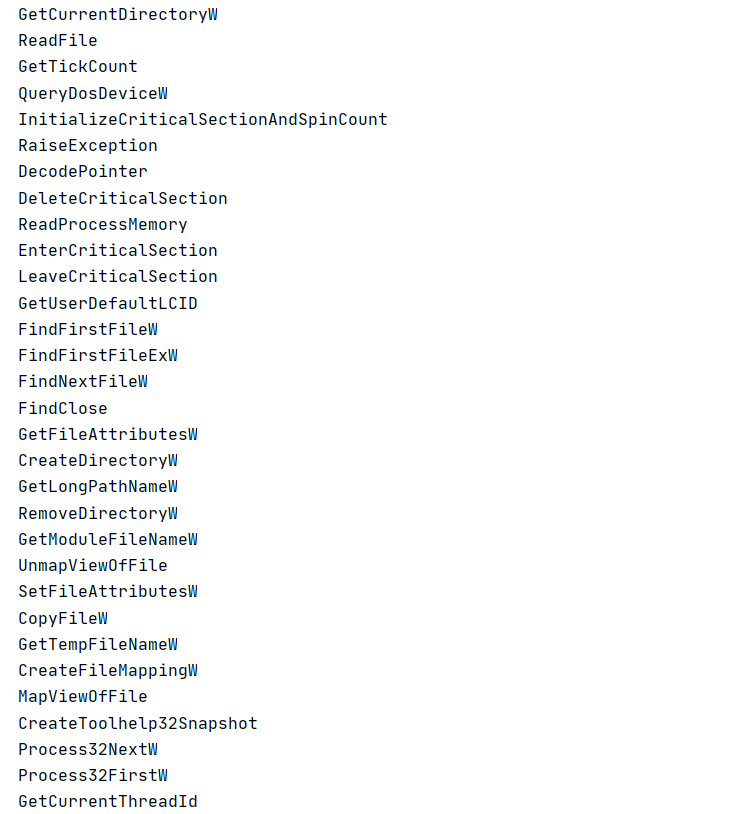 GetCurrentDirectoryW
ReadFile
GetTickCount
QueryDosDeviceW
InitializeCriticalSectionAndSpinCount
RaiseException
DecodePointer
DeleteCriticalSection
ReadProcessMemory
EnterCriticalSection
LeaveCriticalSection
GetUserDefaultLCID
FindFirstFileW
FindFirstFileExW
FindNextFileW
FindClose
GetFileAttributesW
CreateDirectoryW
GetLongPathNameW
RemoveDirectoryW
GetModuleFileNameW
UnmapViewOfFile
SetFileAttributesW
CopyFileW
GetTempFileNameW
CreateFileMappingW
MapViewOfFile
CreateToolhelp32Snapshot
Process32NextW
Process32FirstW
GetCurrentThreadId